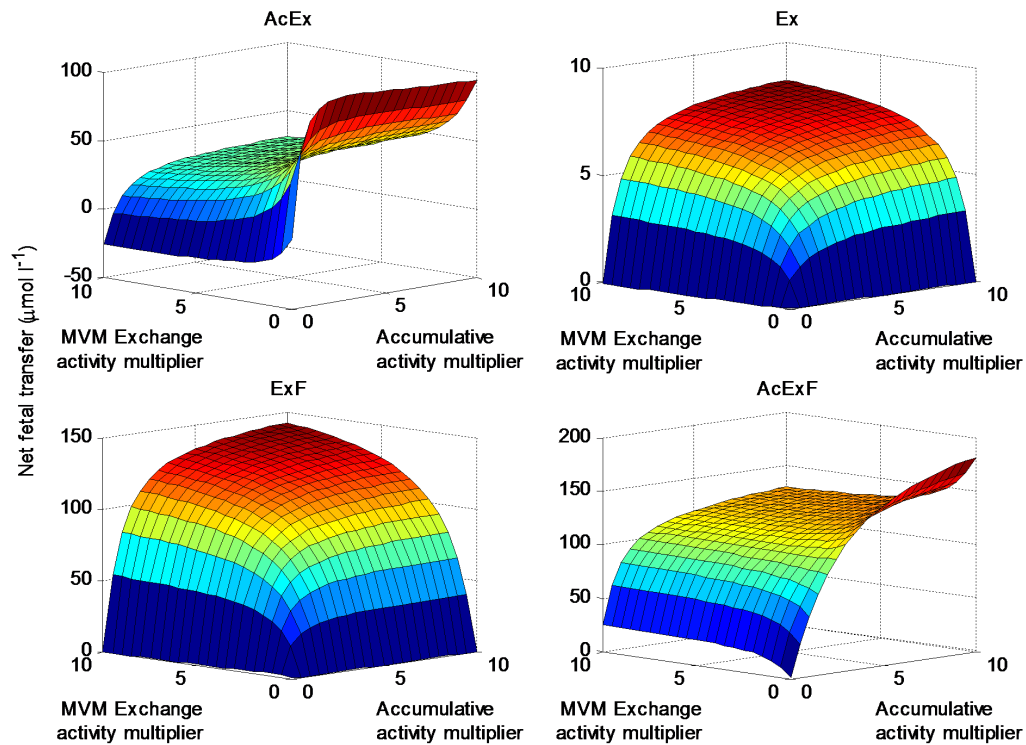 AcEx
Ex
100
50
0
-50
10
5
0
0
5
10
MVM Exchange
activity multiplier
Accumulative
activity multiplier
10
5
0
10
5
0
0
5
10
MVM Exchange
activity multiplier
Accumulative
activity multiplier
Net fetal transfer (μmol l-1)
ExF
AcExF
150
100
50
0
10
5
0
0
5
10
MVM Exchange
activity multiplier
Accumulative
activity multiplier
200
150
100
50
0
10
5
0
0
5
10
MVM Exchange
activity multiplier
Accumulative
activity multiplier